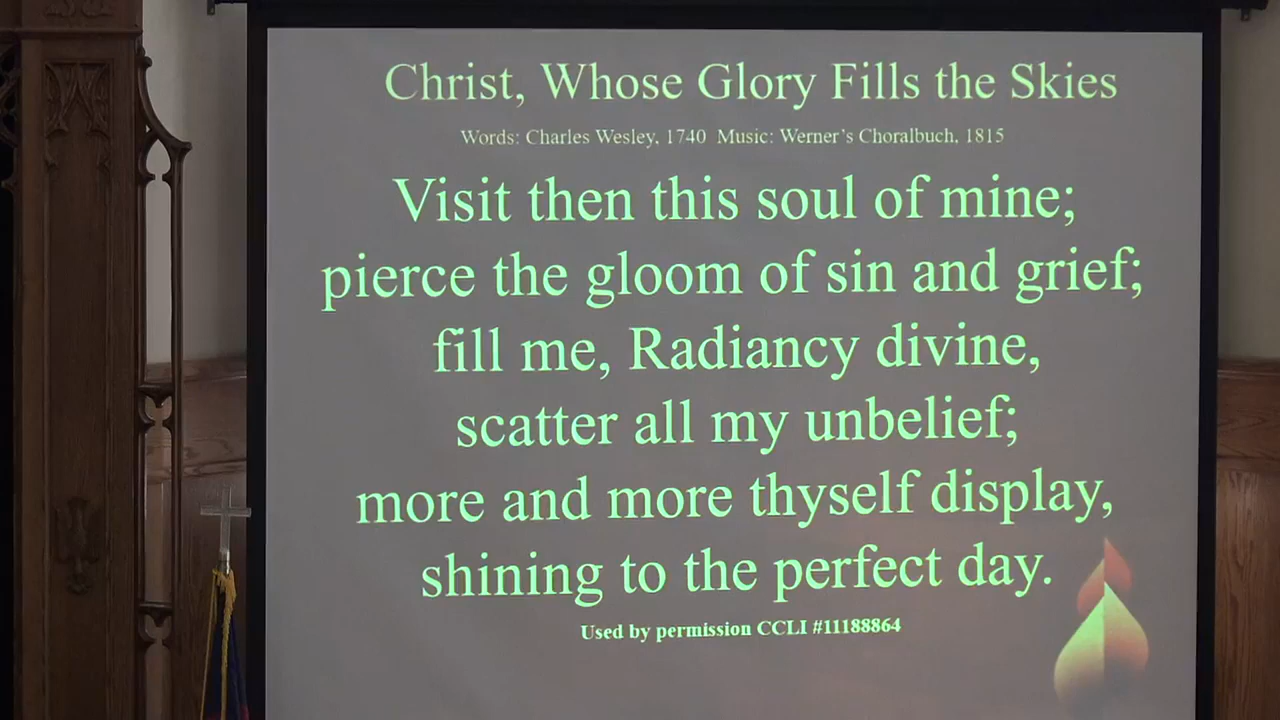 Christ, Whose Glory Fills the Skies
Words: Charles Wesley, 1740 Music: Werner's Choralbuch, 1815
Visit then this soul of mine;
pierce the gloom of sin and grief;
fill me, Radiancy divine,
scatter all my unbelief;
more and more thyself display,
shining to the perfect day.
Used by permission CCLI #11188864